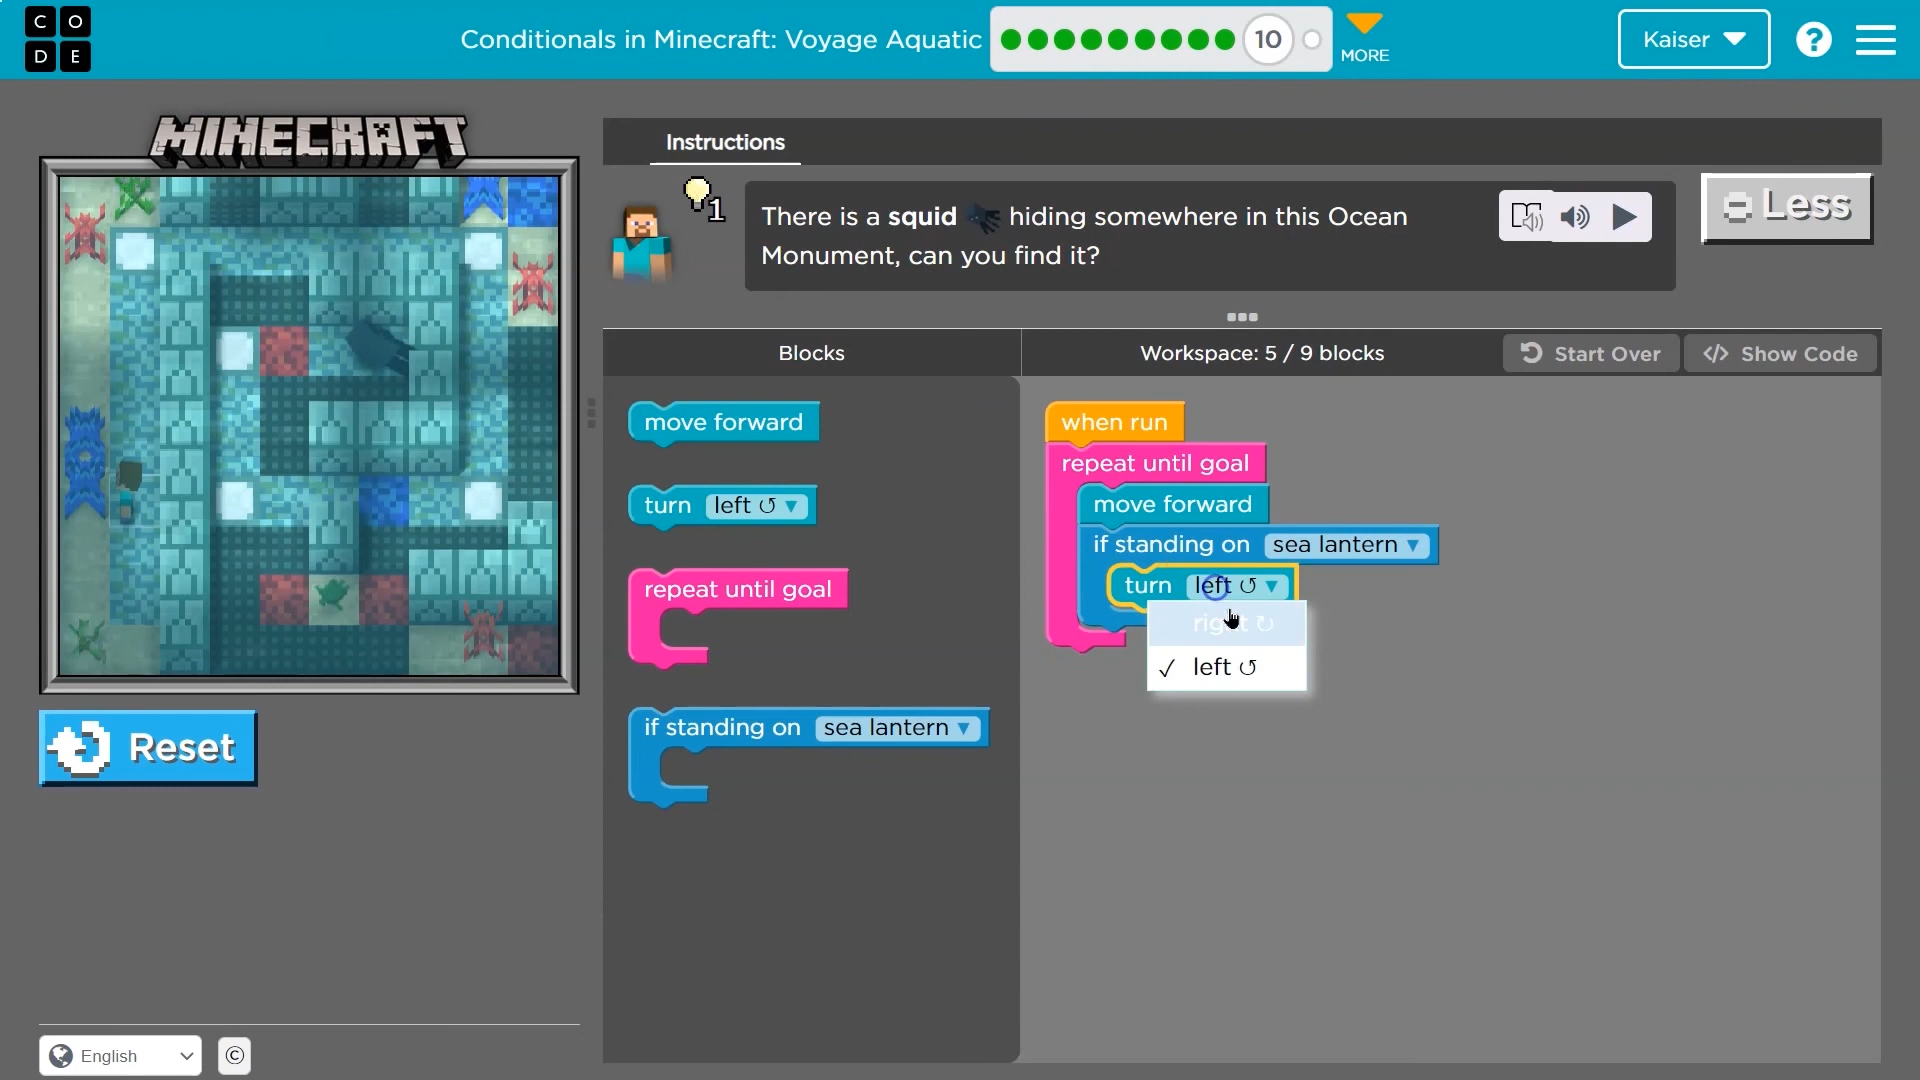 C O
D E
Conditionals in Minecraft: Voyage Aquatic
10
MORE
Kaiser
?
MINECRAFT
Instructions
1
There is a squid hiding somewhere in this Ocean
Monument, can you find it?
Less
Blocks
Workspace: 5 / 9 blocks
Start Over
</> Show Code
move forward
turn left ↺ ▼
repeat until goal
if standing on sea lantern ▼
when run
repeat until goal
move forward
if standing on sea lantern ▼
turn left ↺ ▼
right ↻
✓ left ↺
Reset
English
©